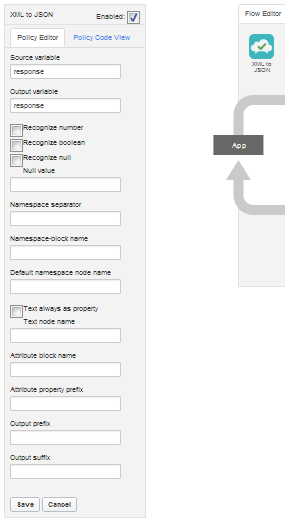 XML to JSON
Enabled:
Policy Editor
Policy Code View
Source variable
response
Output variable
response
Recognize number
Recognize boolean
Recognize null
Null value
Namespace separator
Namespace-block name
Default namespace node name
Text always as property
Text node name
Attribute block name
Attribute property prefix
Output prefix
Output suffix
Save
Cancel
Flow Editor
XML to
JSON
App